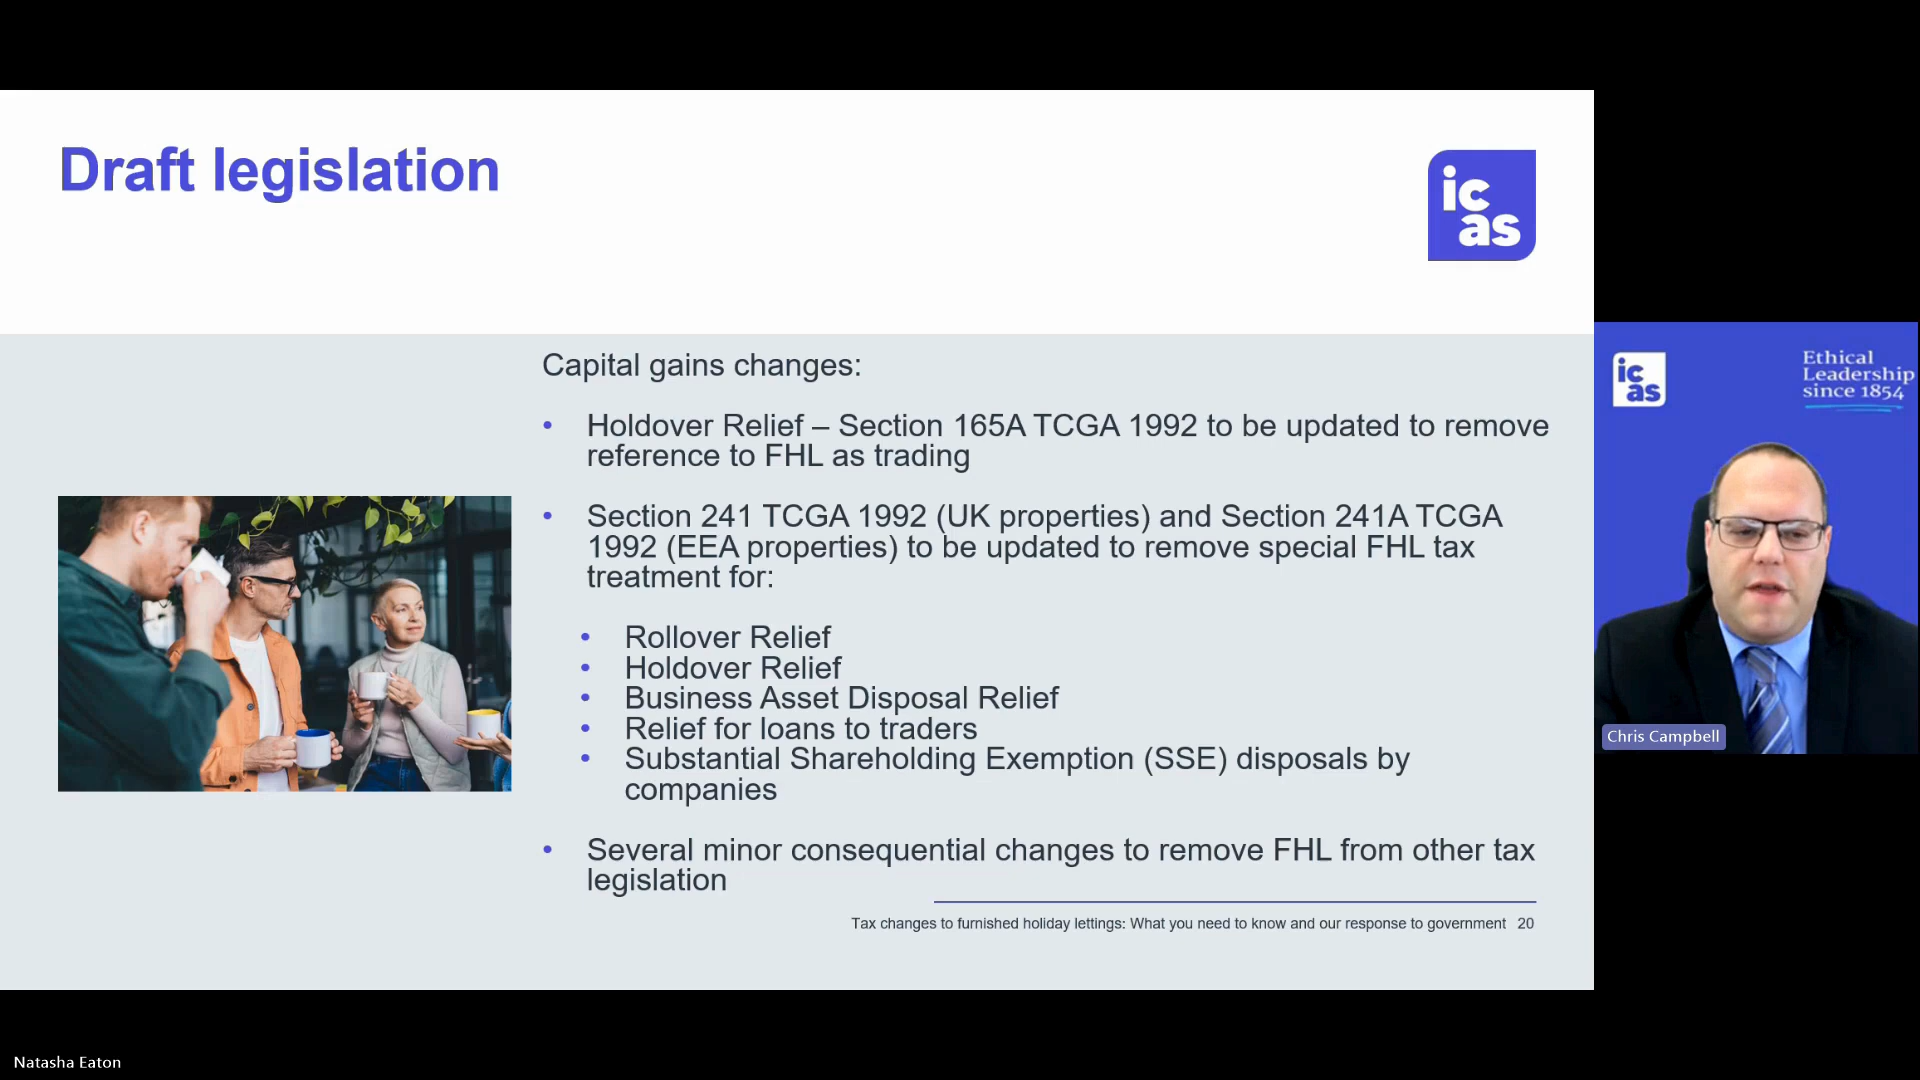 Draft legislation
ic
as
Capital gains changes:
• Holdover Relief – Section 165A TCGA 1992 to be updated to remove
reference to FHL as trading
• Section 241 TCGA 1992 (UK properties) and Section 241A TCGA
1992 (EEA properties) to be updated to remove special FHL tax
treatment for:
• Rollover Relief
• Holdover Relief
• Business Asset Disposal Relief
• Relief for loans to traders
• Substantial Shareholding Exemption (SSE) disposals by
companies
• Several minor consequential changes to remove FHL from other tax
legislation
Tax changes to furnished holiday lettings: What you need to know and our response to government 20
ic
as
Ethical
Leadership
since 1854
Chris Campbell
Natasha Eaton